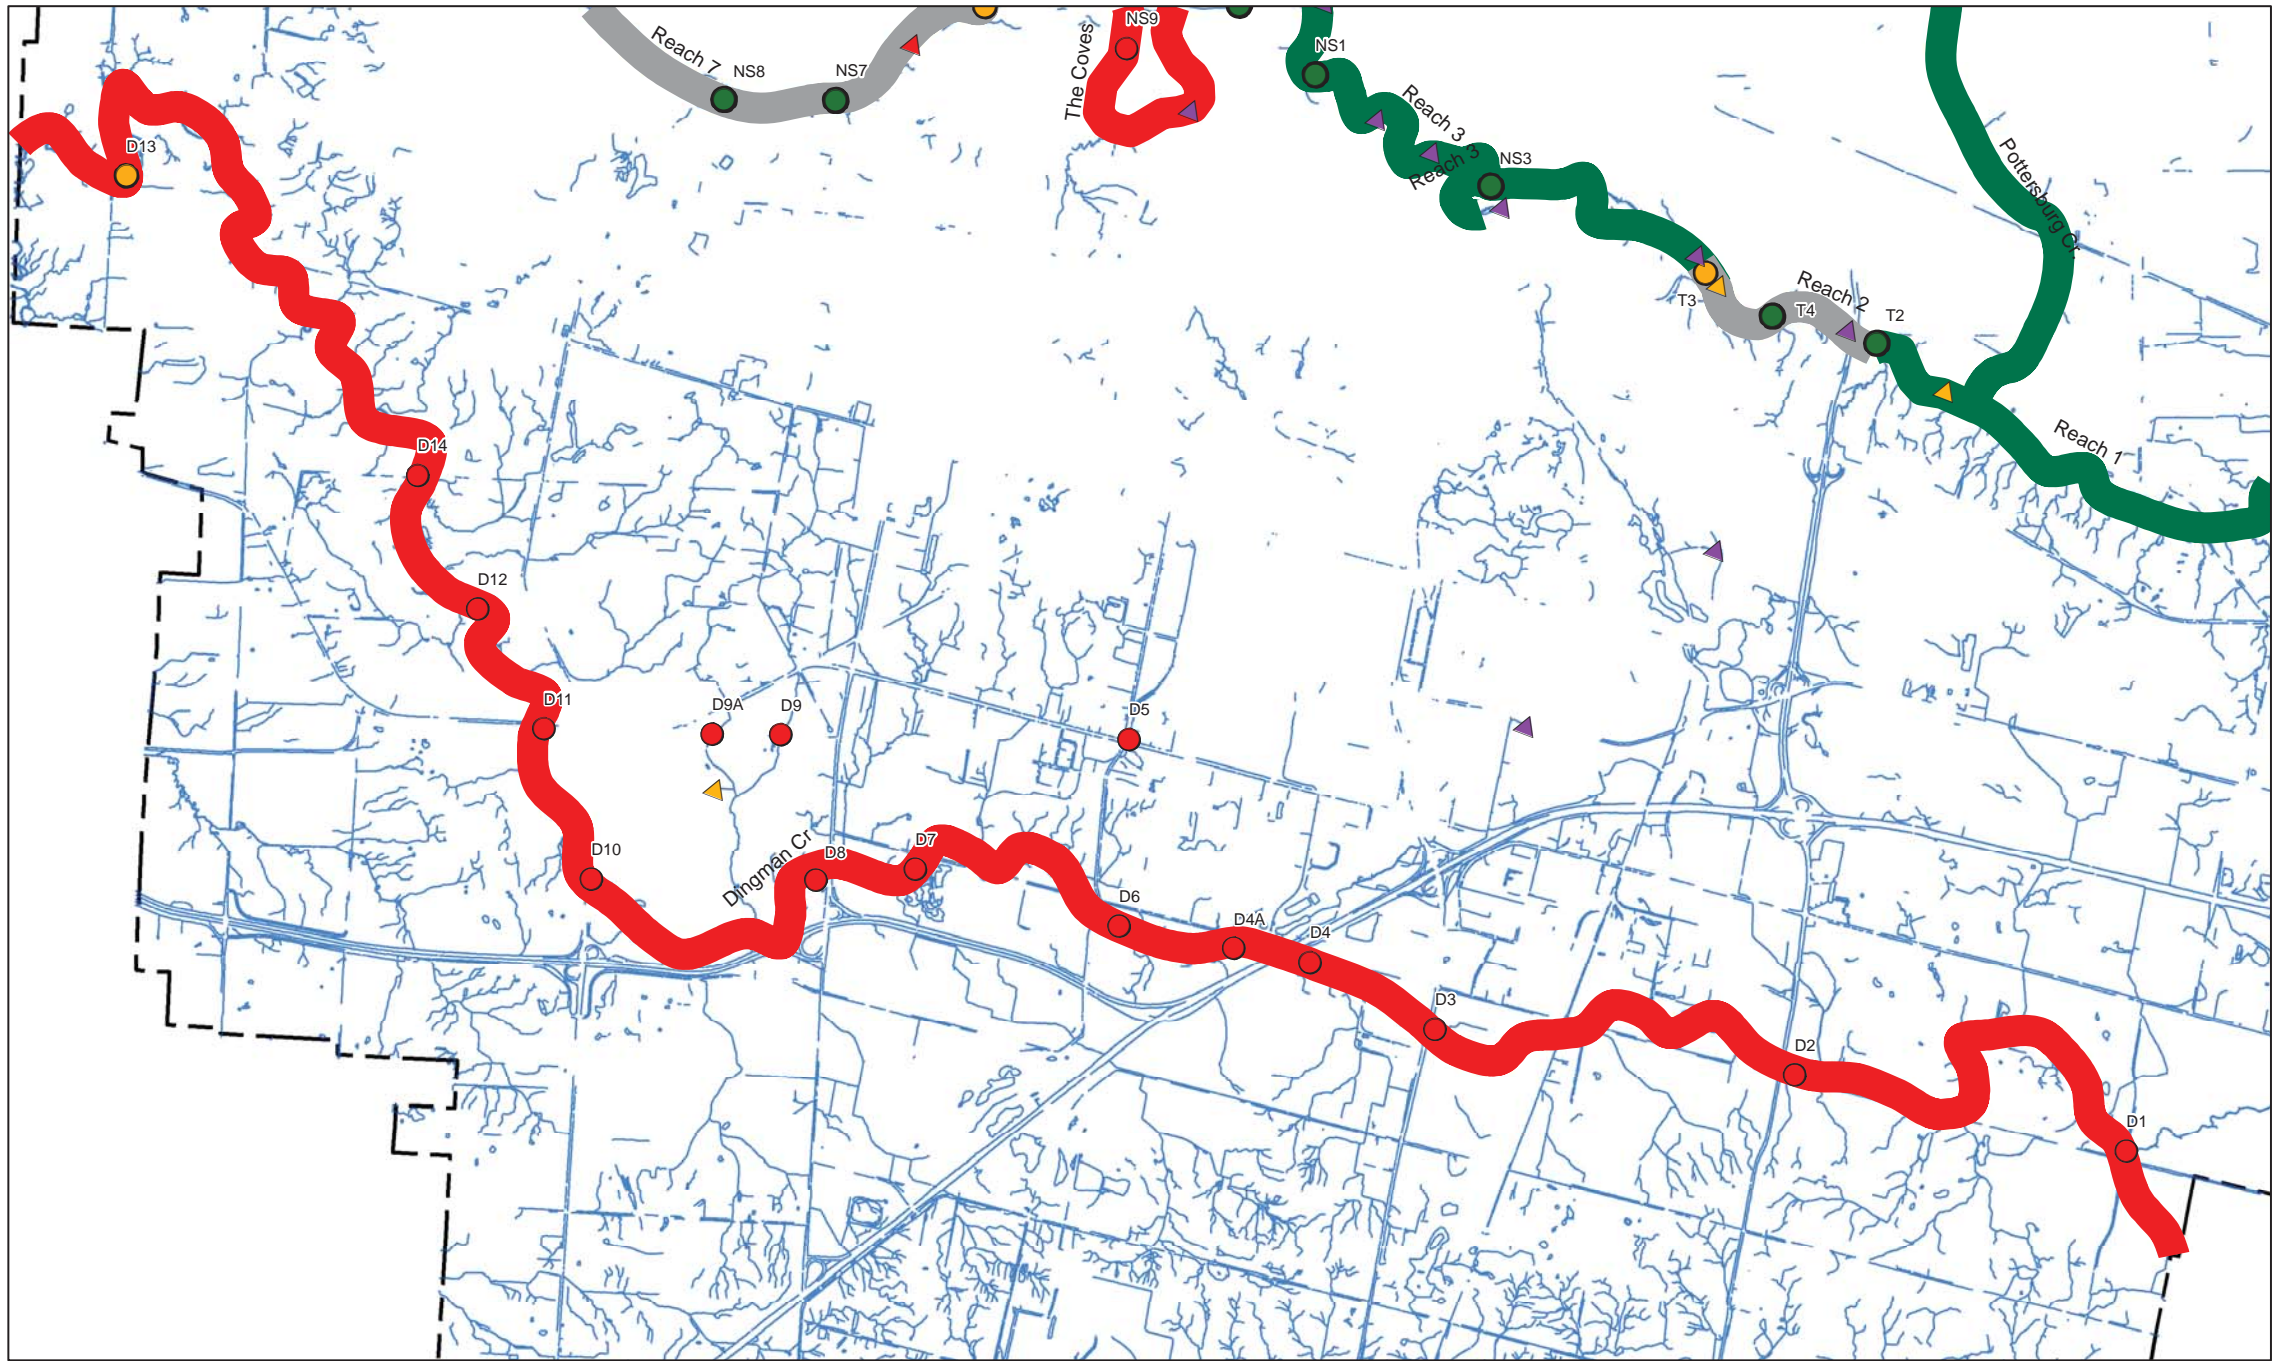 NS9
The Coves
NS1
Reach 7
NS8
NS7
Reach 3
Reach 3
NS3
D13
Pottersburg Cr.
T3
Reach 2
T4
T2
Reach 1
D14
D12
D11
D9A
D9
D5
D10
Dingman Cr
D8
D7
D6
D4A
D4
D3
D2
D1